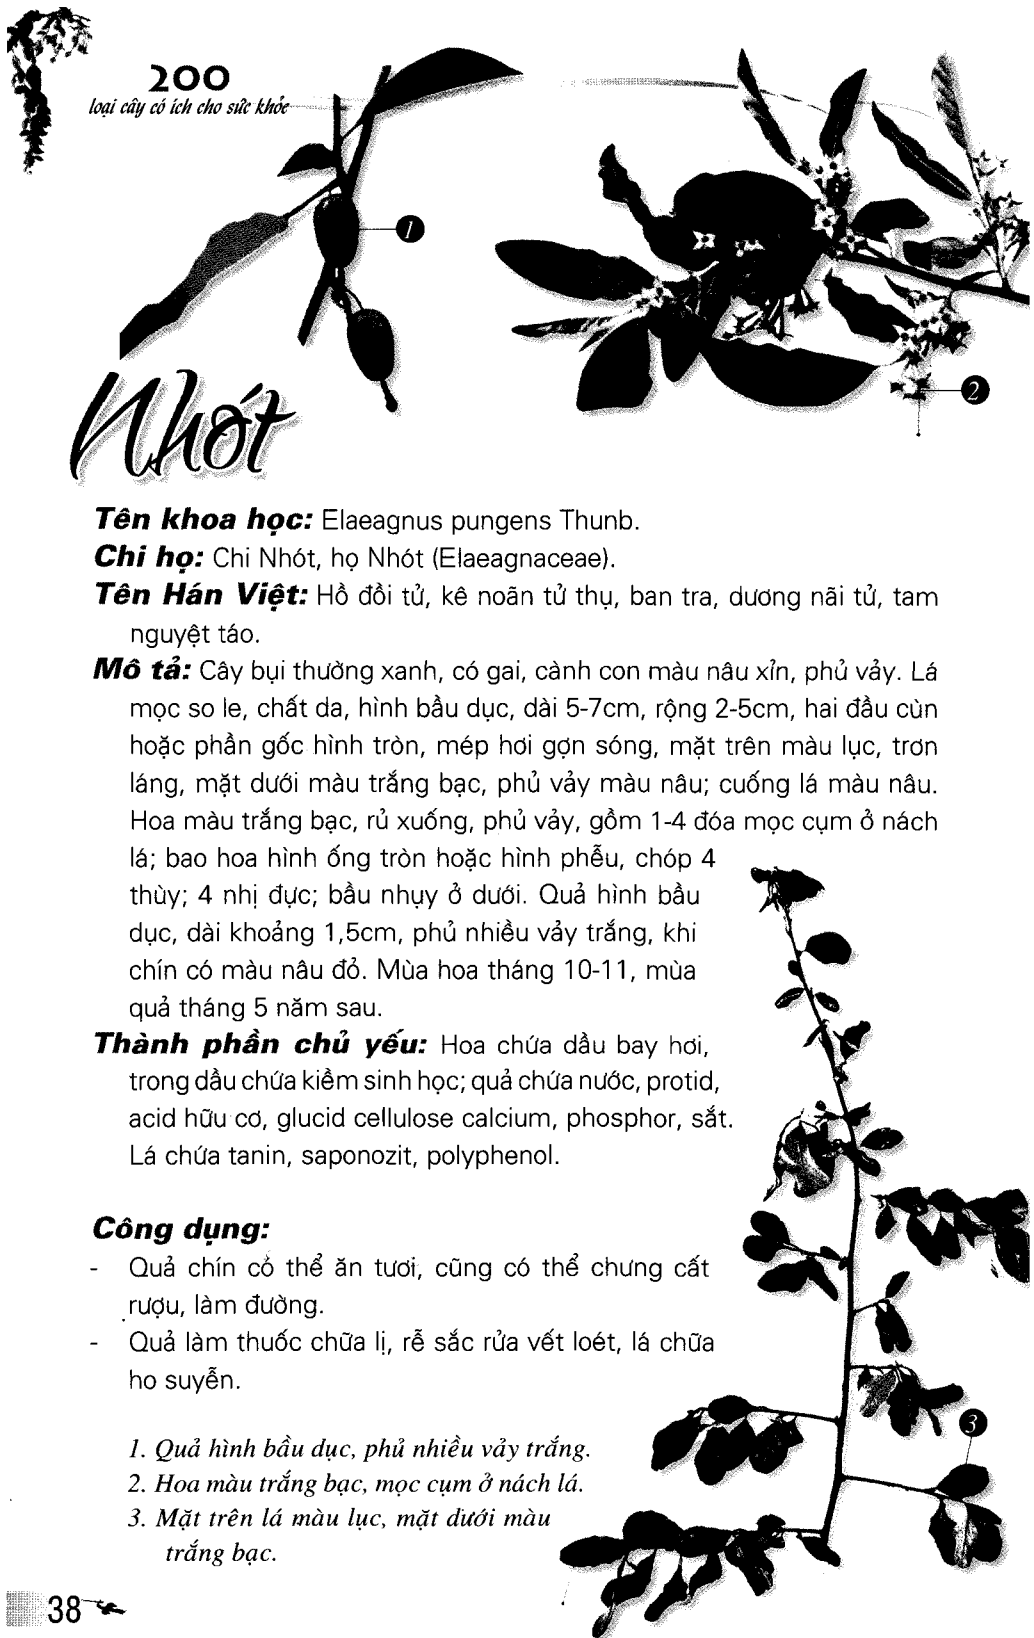 200
loại cây có ích cho sức khỏe
1
2
Nhót
Tên khoa học: Elaeagnus pungens Thunb.
Chi họ: Chi Nhót, họ Nhót (Elaeagnaceae).
Tên Hán Việt: Hồ đồi tử, kê noãn tử thụ, ban tra, dương nãi tử, tam
nguyệt táo.
Mô tả: Cây bụi thường xanh, có gai, cành con màu nâu xỉn, phủ vảy. Lá
mọc so le, chất da, hình bầu dục, dài 5-7cm, rộng 2-5cm, hai đầu cùn
hoặc phần gốc hình tròn, mép hơi gợn sóng, mặt trên màu lục, trơn
láng, mặt dưới màu trắng bạc, phủ vảy màu nâu; cuống lá màu nâu.
Hoa màu trắng bạc, rủ xuống, phủ vảy, gồm 1-4 đóa mọc cụm ở nách
lá; bao hoa hình ống tròn hoặc hình phễu, chóp 4
thùy; 4 nhị đực; bầu nhụy ở dưới. Quả hình bầu
dục, dài khoảng 1,5cm, phủ nhiều vảy trắng, khi
chín có màu nâu đỏ. Mùa hoa tháng 10-11, mùa
quả tháng 5 năm sau.
Thành phần chủ yếu: Hoa chứa dầu bay hơi,
trong dầu chứa kiềm sinh học; quả chứa nước, protid,
acid hữu cơ, glucid cellulose calcium, phosphor, sắt.
Lá chứa tanin, saponozit, polyphenol.
Công dụng:
- Quả chín có thể ăn tươi, cũng có thể chưng cất
rượu, làm đường.
- Quả làm thuốc chữa lị, rễ sắc rửa vết loét, lá chữa
ho suyễn.
3
1. Quả hình bầu dục, phủ nhiều vảy trắng.
2. Hoa màu trắng bạc, mọc cụm ở nách lá.
3. Mặt trên lá màu lục, mặt dưới màu
trắng bạc.
38